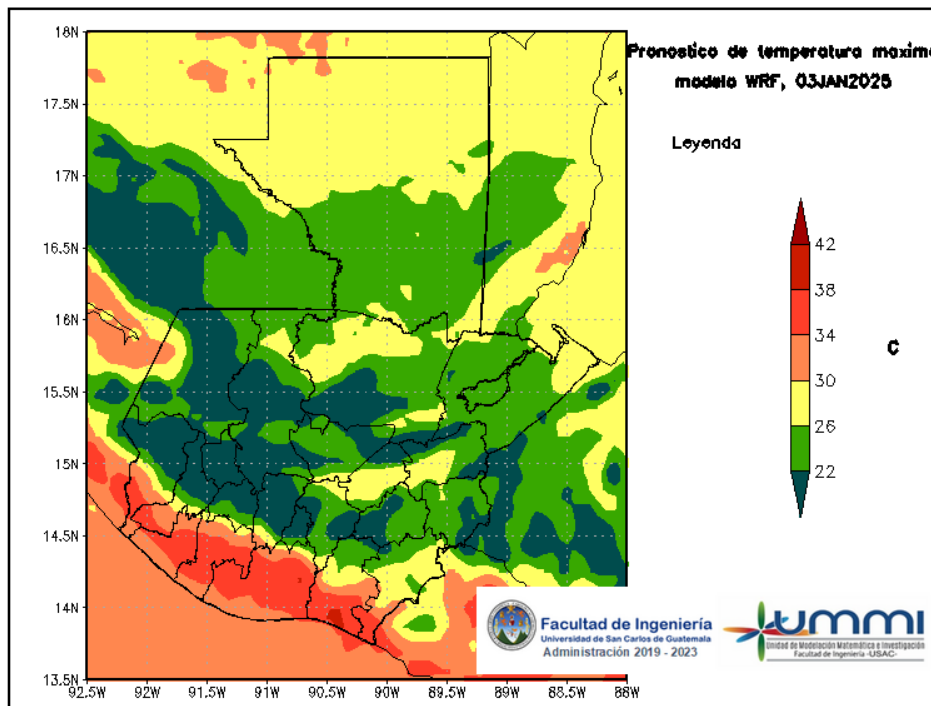 Pronostico de temperatura maxima
modelo WRF, 03JAN2025
Leyenda
18N
17.5N
17N
16.5N
16N
15.5N
15N
14.5N
14N
13.5N
92.5W 92W 91.5W 91W 90.5W 90W 89.5W 89W 88.5W 88W
42
38
34
30
26
22
C
Facultad de Ingeniería
Universidad de San Carlos de Guatemala
Administración 2019 - 2023
UMMI
Unidad de Modelación Matemática e Investigación
Facultad de Ingeniería -USAC-